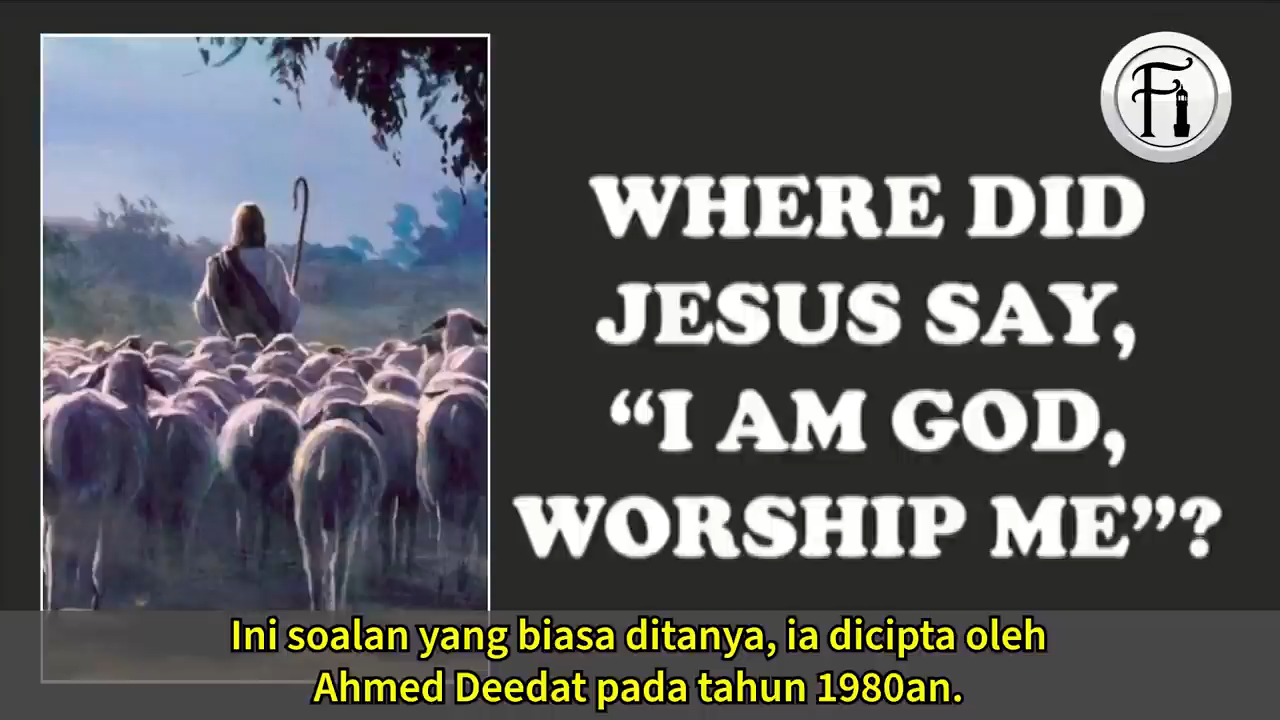 Fi
WHERE DID
JESUS SAY,
“I AM GOD,
WORSHIP ME”?
Ini soalan yang biasa ditanya, ia dicipta oleh
Ahmed Deedat pada tahun 1980an.